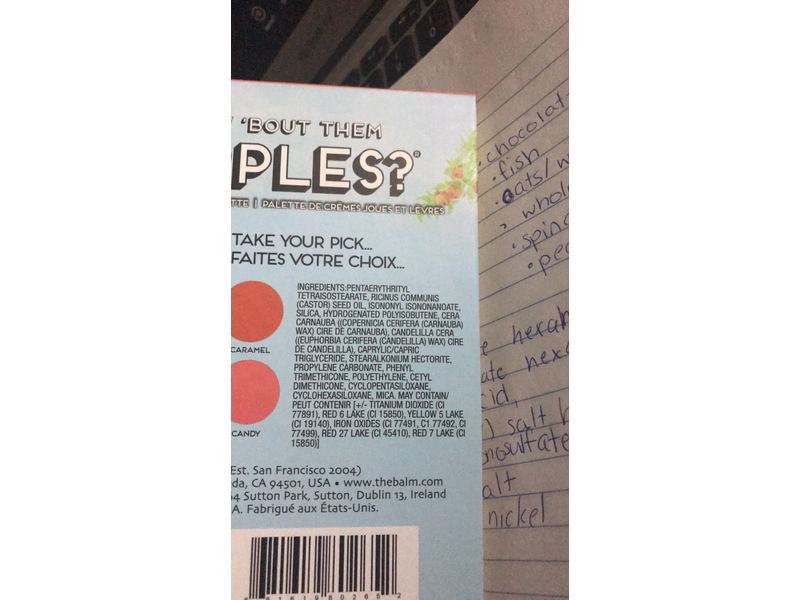 'BOUT THEM
PLES?®
TTE | PALETTE DE CRÈMES JOUES ET LÈVRES
TAKE YOUR PICK...
FAITES VOTRE CHOIX...
INGREDIENTS:PENTAERYTHRITYL
TETRAISOSTEARATE, RICINUS COMMUNIS
(CASTOR) SEED OIL, ISONONYL ISONONANOATE,
SILICA, HYDROGENATED POLYISOBUTENE, CERA
CARNAUBA ((COPERNICIA CERIFERA (CARNAUBA)
WAX) CIRE DE CARNAUBA), CANDELILLA CERA
((EUPHORBIA CERIFERA (CANDELILLA) WAX) CIRE
DE CANDELILLA), CAPRYLIC/CAPRIC
TRIGLYCERIDE, STEARALKONIUM HECTORITE,
PROPYLENE CARBONATE, PHENYL
TRIMETHICONE, POLYETHYLENE, CETYL
DIMETHICONE, CYCLOPENTASILOXANE,
CYCLOHEXASILOXANE, MICA. MAY CONTAIN/
PEUT CONTENIR [+/- TITANIUM DIOXIDE (CI
77891), RED 6 LAKE (CI 15850), YELLOW 5 LAKE
(CI 19140), IRON OXIDES (CI 77491, C1 77492, CI
77499), RED 27 LAKE (CI 45410), RED 7 LAKE (CI
15850)]
CARAMEL
CANDY
Est. San Francisco 2004)
da, CA 94501, USA • www.thebalm.com
4 Sutton Park, Sutton, Dublin 13, Ireland
A. Fabriqué aux États-Unis.
chocolat
fish
oats/w
whol
spin
pe
hexa
ate hex
cid,
) salt
alt
nickel